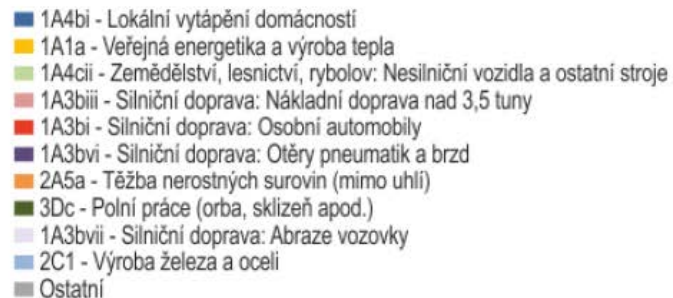 1A4bi - Lokální vytápění domácností
1A1a - Veřejná energetika a výroba tepla
1A4cii - Zemědělství, lesnictví, rybolov: Nesilniční vozidla a ostatní stroje
1A3biii - Silniční doprava: Nákladní doprava nad 3,5 tuny
1A3bi - Silniční doprava: Osobní automobily
1A3bvi - Silniční doprava: Otěry pneumatik a brzd
2A5a - Těžba nerostných surovin (mimo uhlí)
3Dc - Polní práce (orba, sklizeň apod.)
1A3bvii - Silniční doprava: Abraze vozovky
2C1 - Výroba železa a oceli
Ostatní